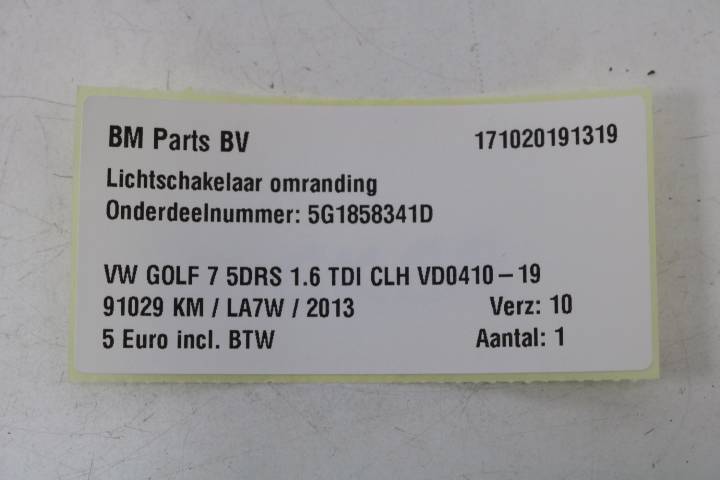 BM Parts BV 171020191319
Lichtschakelaar omranding
Onderdeelnummer: 5G1858341D
VW GOLF 7 5DRS 1.6 TDI CLH VD0410-19
91029 KM / LA7W / 2013 Verz: 10
5 Euro incl. BTW Aantal: 1